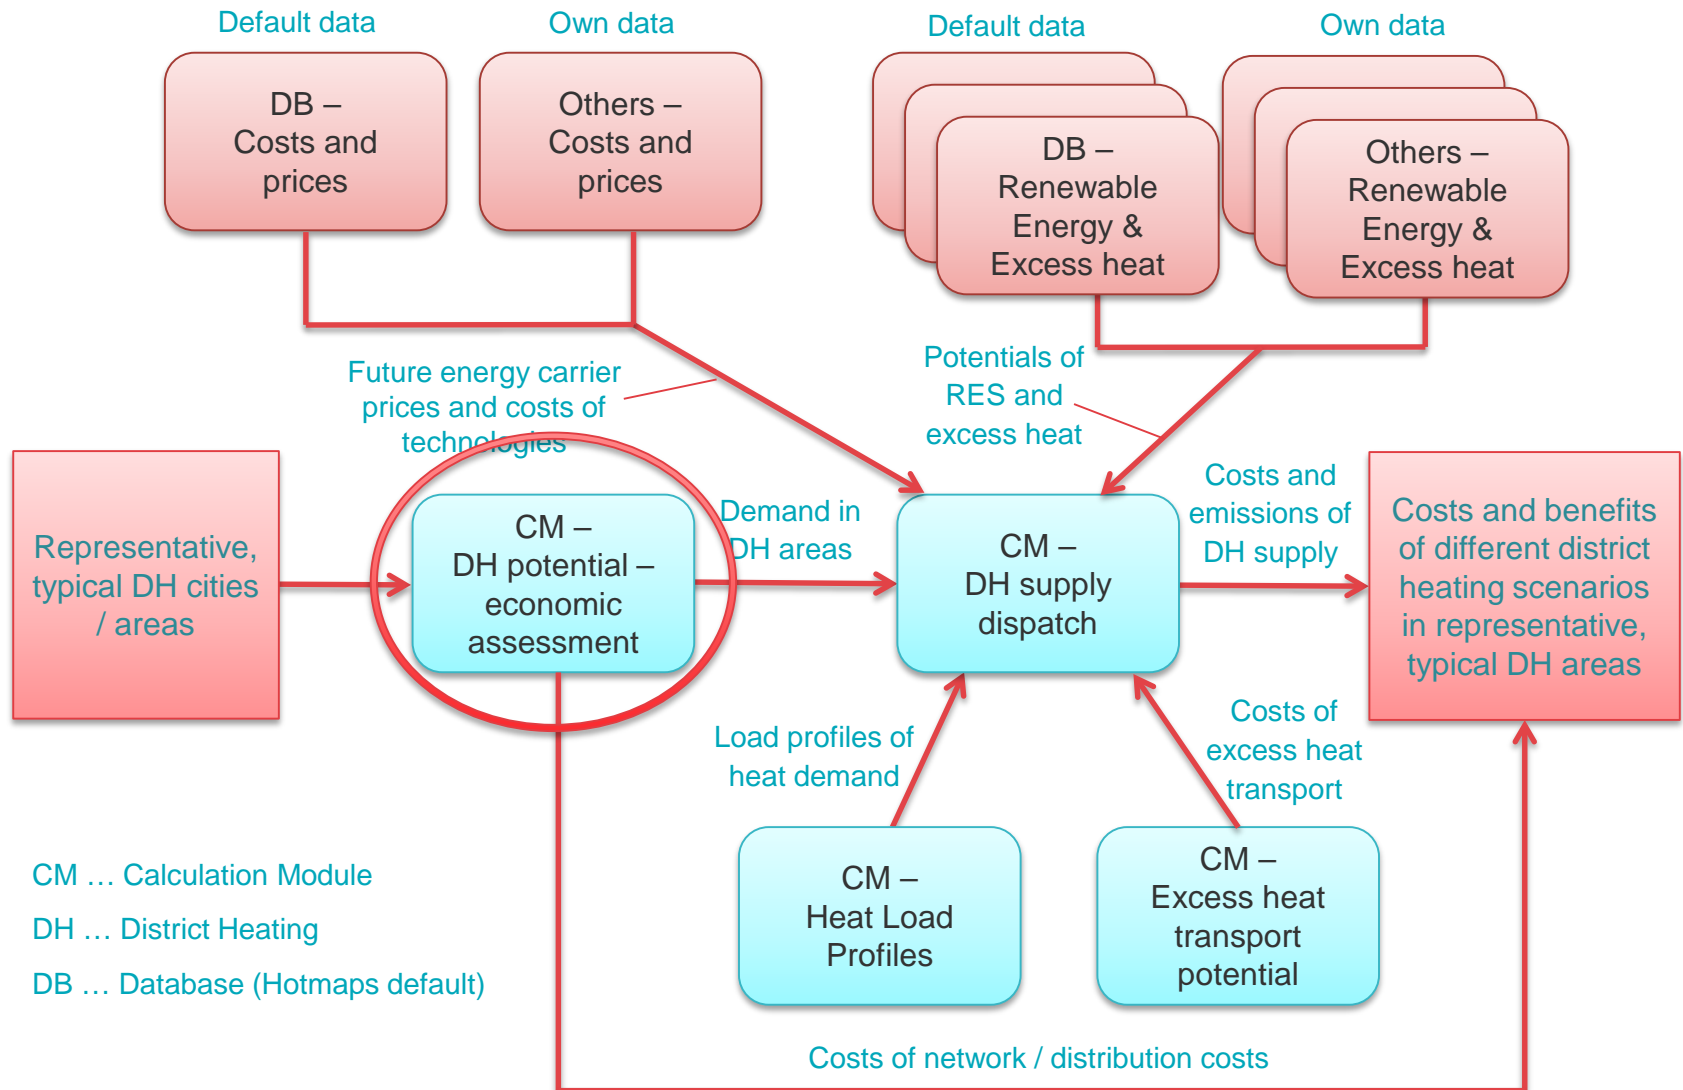 Default data
Own data
Default data
Own data
DB –
Costs and
prices
Others –
Costs and
prices
DB –
Renewable
Energy &
Excess heat
Others –
Renewable
Energy &
Excess heat
Future energy carrier
prices and costs of
technologies
Potentials of
RES and
excess heat
Representative,
typical DH cities
/ areas
CM –
DH potential –
economic
assessment
Demand in
DH areas
CM –
DH supply
dispatch
Costs and
emissions of
DH supply
Costs and benefits
of different district
heating scenarios
in representative,
typical DH areas
Load profiles of
heat demand
Costs of
excess heat
transport
CM –
Heat Load
Profiles
CM –
Excess heat
transport
potential
CM … Calculation Module
DH … District Heating
DB … Database (Hotmaps default)
Costs of network / distribution costs